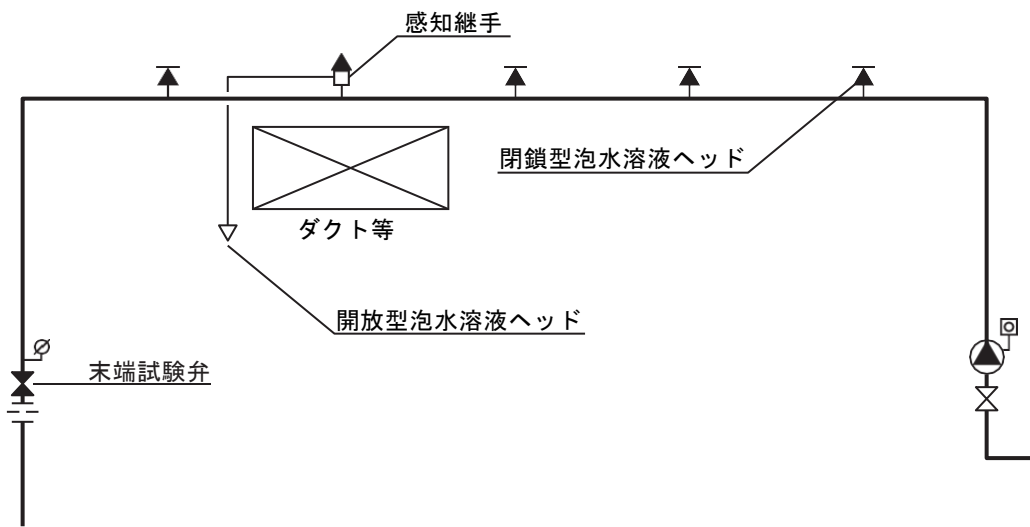 感知継手
閉鎖型泡水溶液ヘッド
ダクト等
開放型泡水溶液ヘッド
末端試験弁